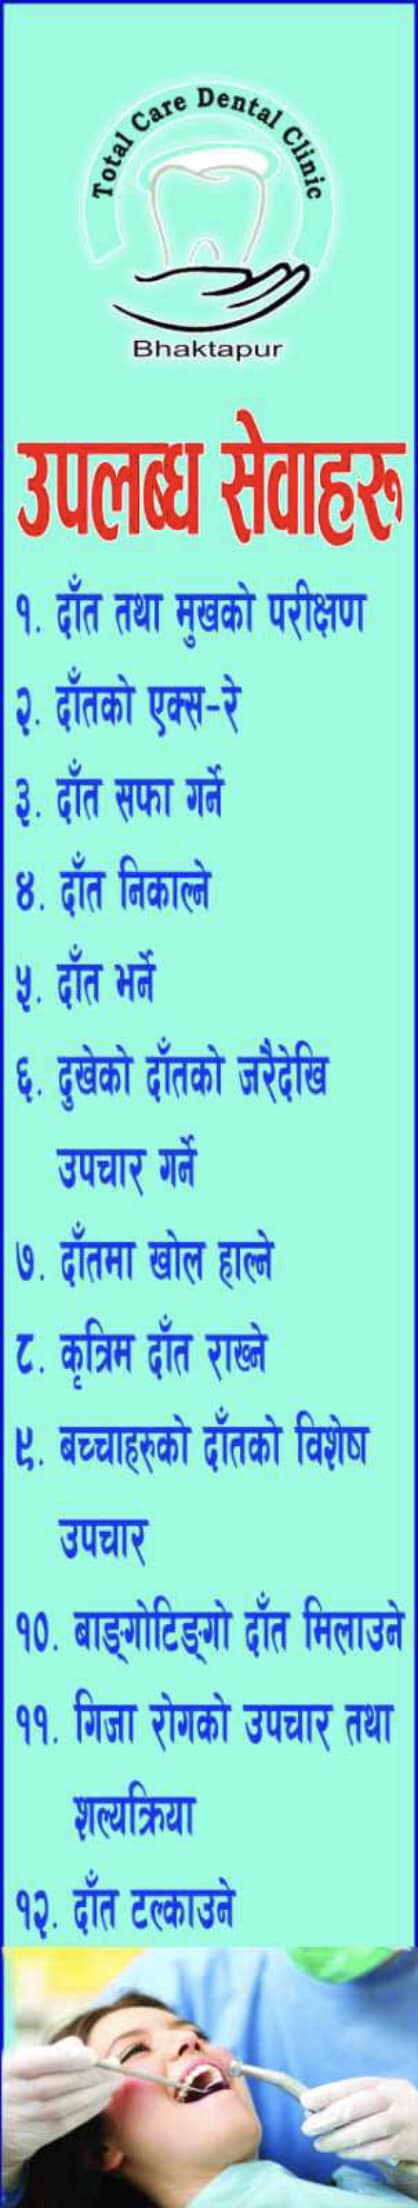 Total Care Dental Clinic
Bhaktapur
उपलब्ध सेवाहरू
१. दाँत तथा मुखको परीक्षण
२. दाँतको एक्स-रे
३. दाँत सफा गर्ने
४. दाँत निकाल्ने
५. दाँत भर्ने
६. दुखेको दाँतको जरैदेखि
उपचार गर्ने
७. दाँतमा खोल हाल्ने
८. कृत्रिम दाँत राख्ने
९. बच्चाहरुको दाँतको विशेष
उपचार
१०. बाङ्गोटिङ्गो दाँत मिलाउने
११. गिजा रोगको उपचार तथा
शल्यक्रिया
१२. दाँत टल्काउने